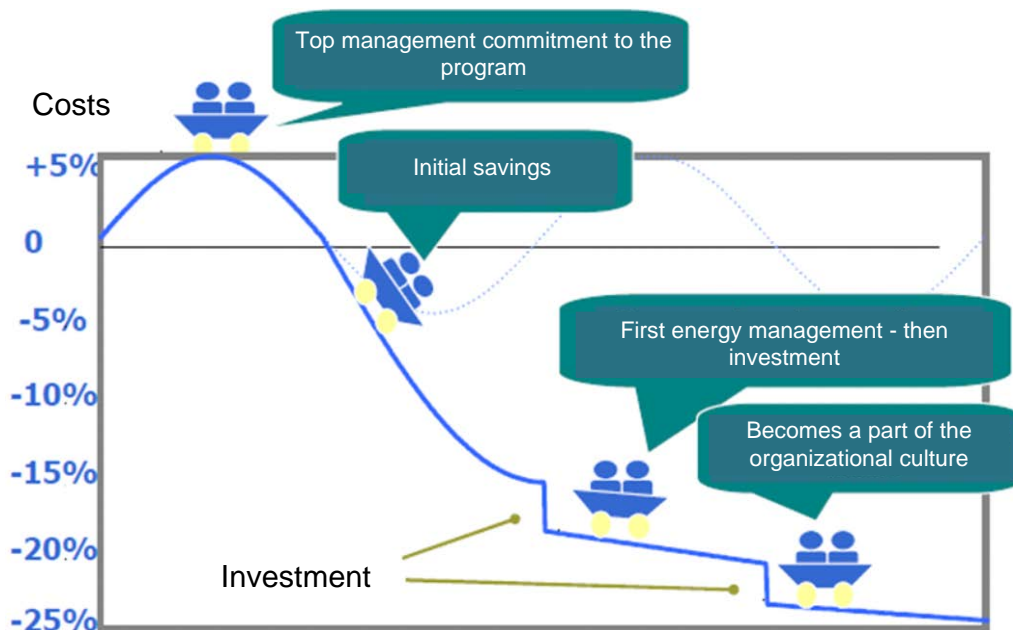 Top management commitment to the
program
Costs
+5%
Initial savings
0
-5%
First energy management - then
investment
-10%
Becomes a part of the
organizational culture
-15%
-20%
Investment
-25%